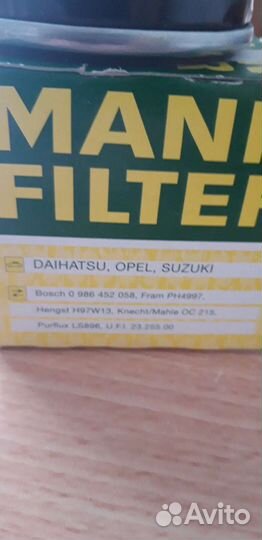 MANN
FILTER
DAIHATSU, OPEL, SUZUKI
Bosch 0 986 452 058, Fram PH4997,
Hengst H97W13, Knecht/Mahle OC 215,
Purflux LS896, U.F.I. 23.255.00
Avito